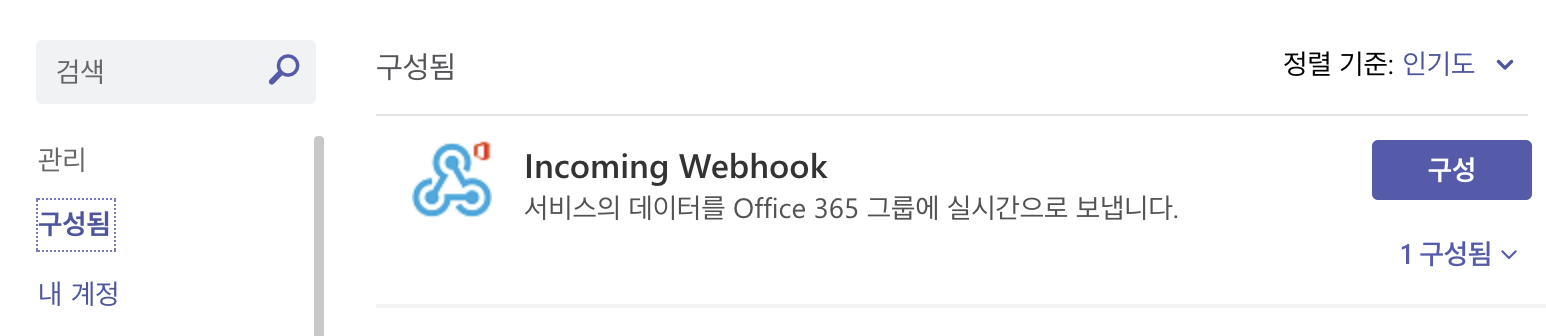 검색
관리
구성됨
내 계정
구성됨
정렬 기준: 인기도
Incoming Webhook
서비스의 데이터를 Office 365 그룹에 실시간으로 보냅니다.
구성
1 구성됨